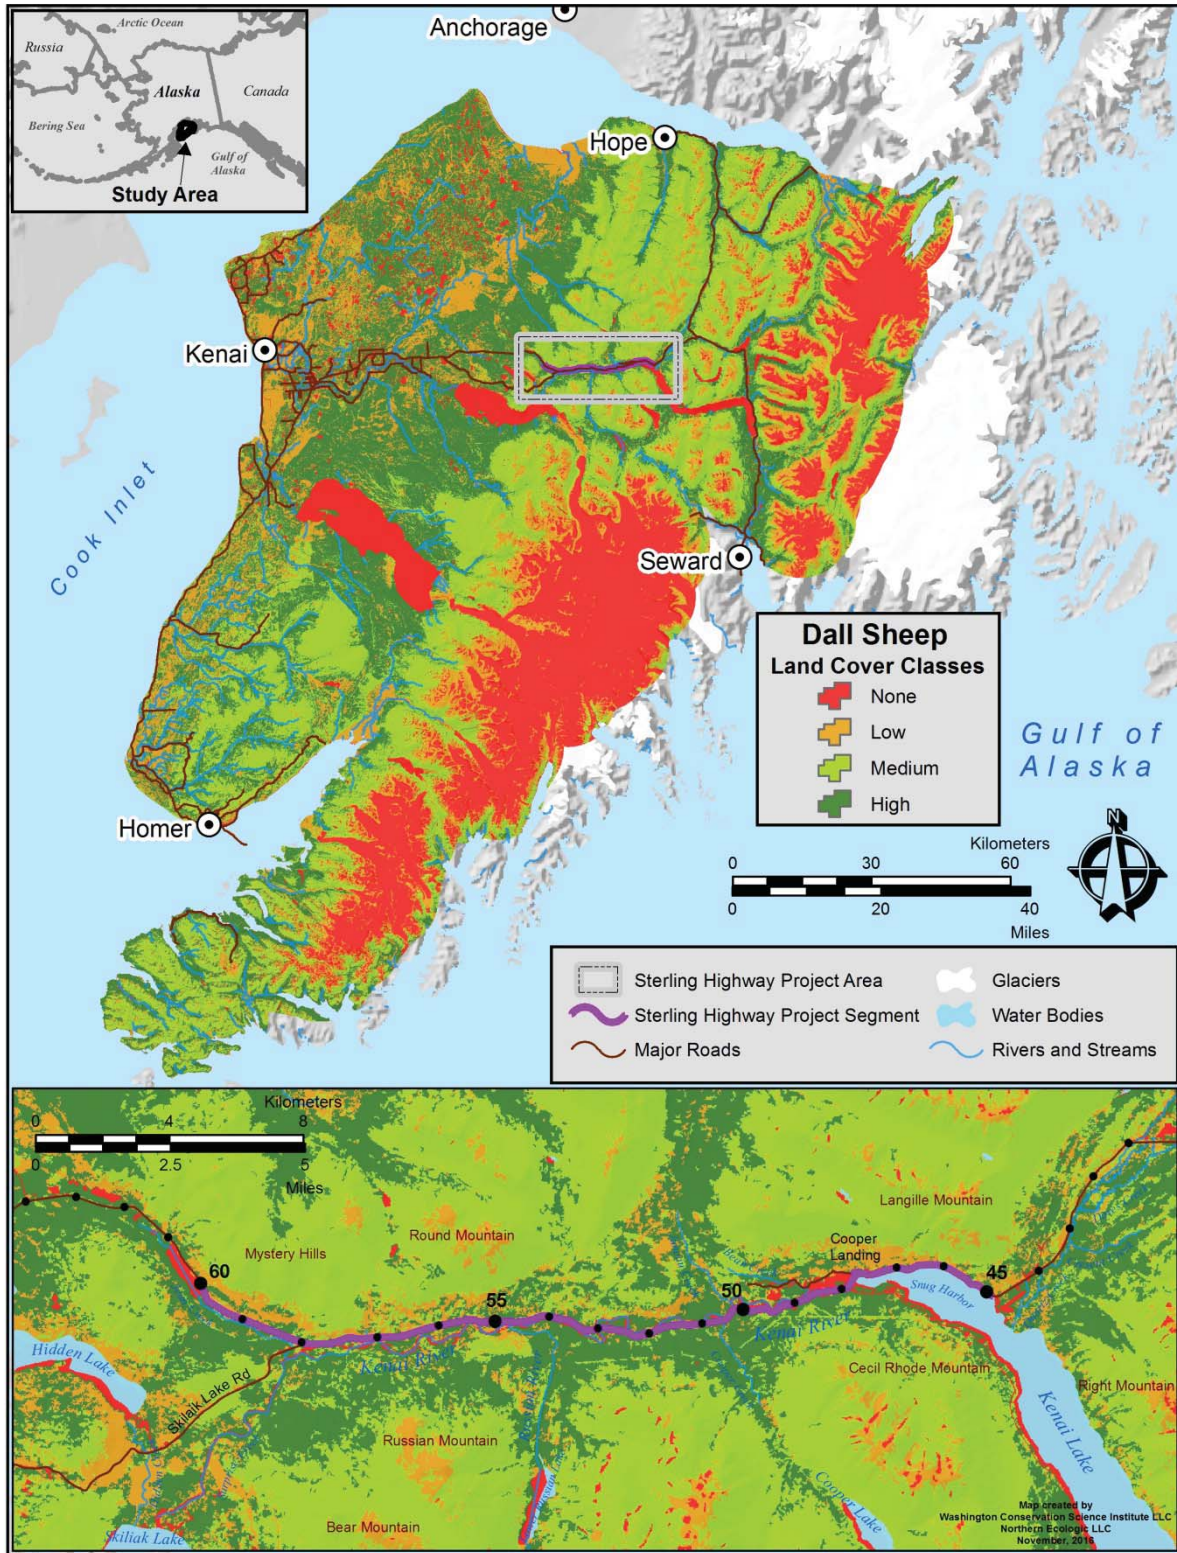 Arctic Ocean
Russia
Alaska
Canada
Bering Sea
Gulf of
Alaska
Study Area
Anchorage
Hope
Kenai
Cook Inlet
Seward
Homer
Dall Sheep
Land Cover Classes
None
Low
Medium
High
Gulf of
Alaska
N
Kilometers
0 30 60
0 20 40
Miles
Sterling Highway Project Area
Sterling Highway Project Segment
Major Roads
Glaciers
Water Bodies
Rivers and Streams
Kilometers
0 4 8
0 2.5 5
Miles
Langille Mountain
Round Mountain
Mystery Hills
Cooper
Landing
60
55
50
45
Snug Harbor
Kenai River
Kenai River
Hidden Lake
Skilaik Lake Rd
Cecil Rhode Mountain
Right Mountain
Kenai Lake
Russian Mountain
Cooper Lake
Bear Mountain
Skiliak Lake
Map created by
Washington Conservation Science Institute LLC
Northern Ecologic LLC
November, 2016